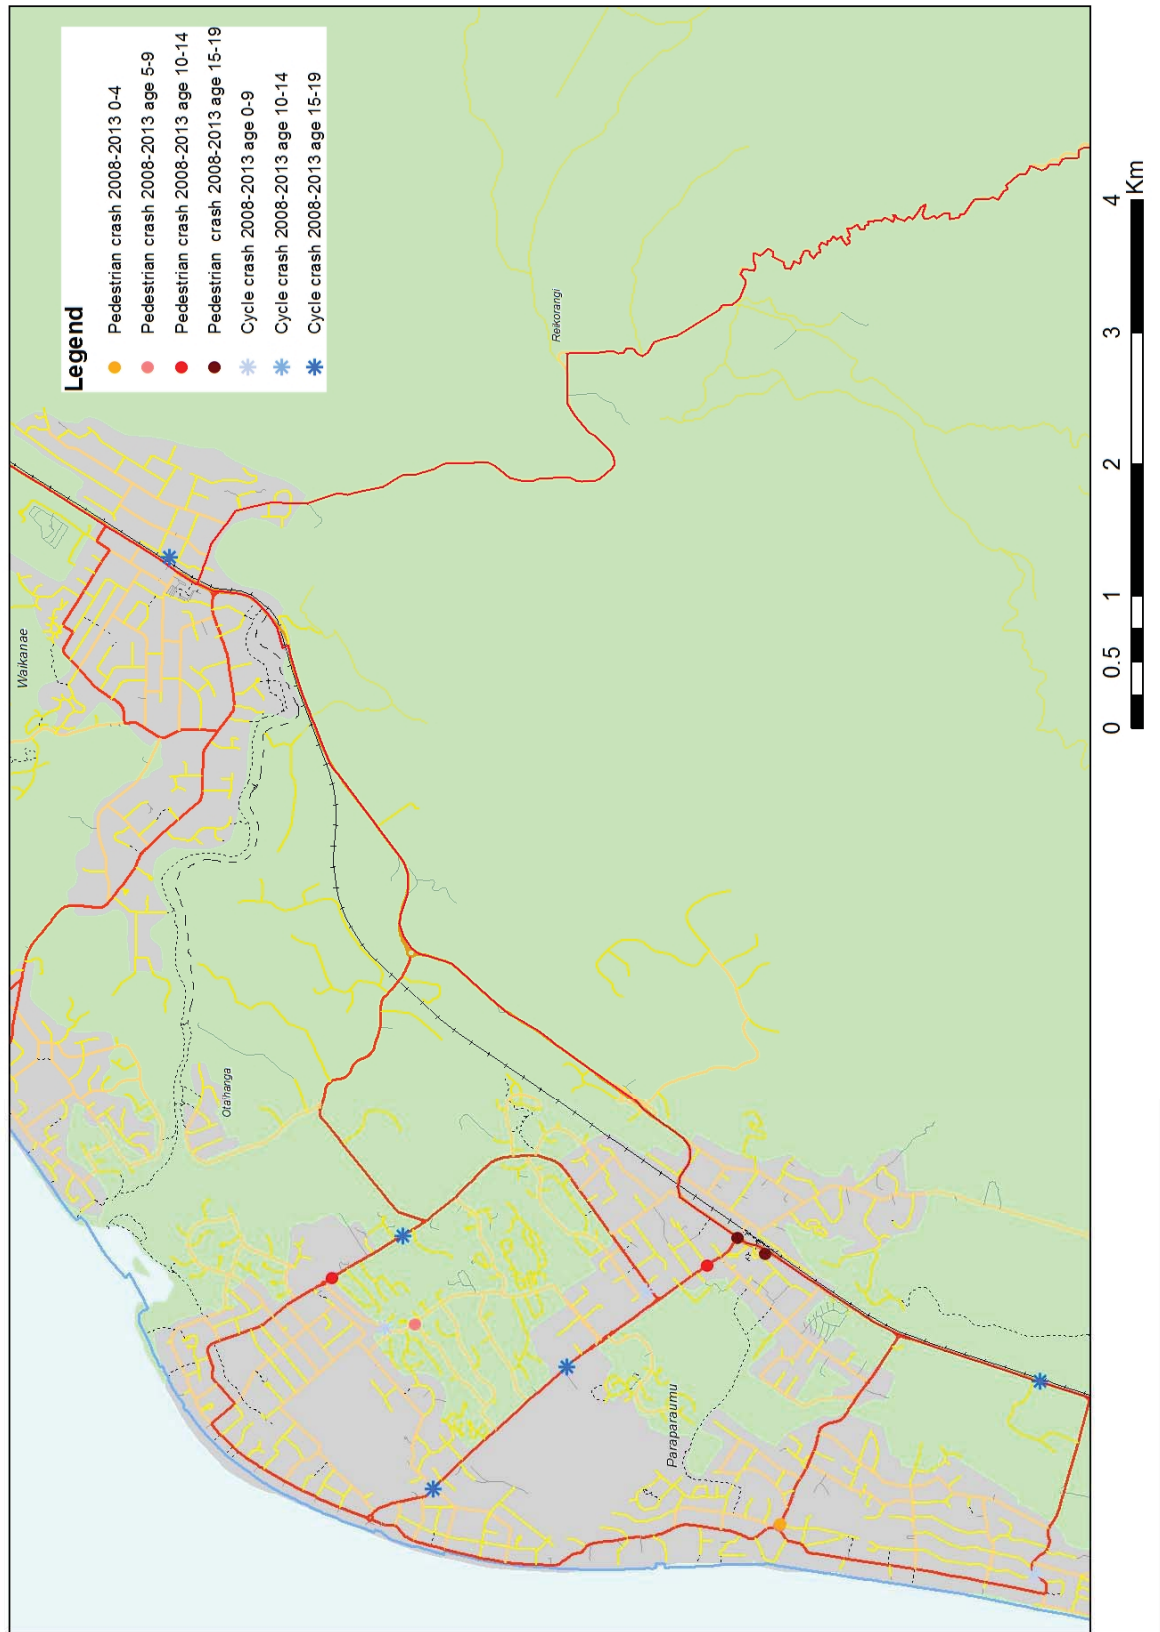 Legend
Pedestrian crash 2008-2013 0-4
Pedestrian crash 2008-2013 age 5-9
Pedestrian crash 2008-2013 age 10-14
Pedestrian crash 2008-2013 age 15-19
Cycle crash 2008-2013 age 0-9
Cycle crash 2008-2013 age 10-14
Cycle crash 2008-2013 age 15-19
Waikanae
Reikorangi
Otaihanga
Paraparaumu
0 0.5 1 2 3 4
Km